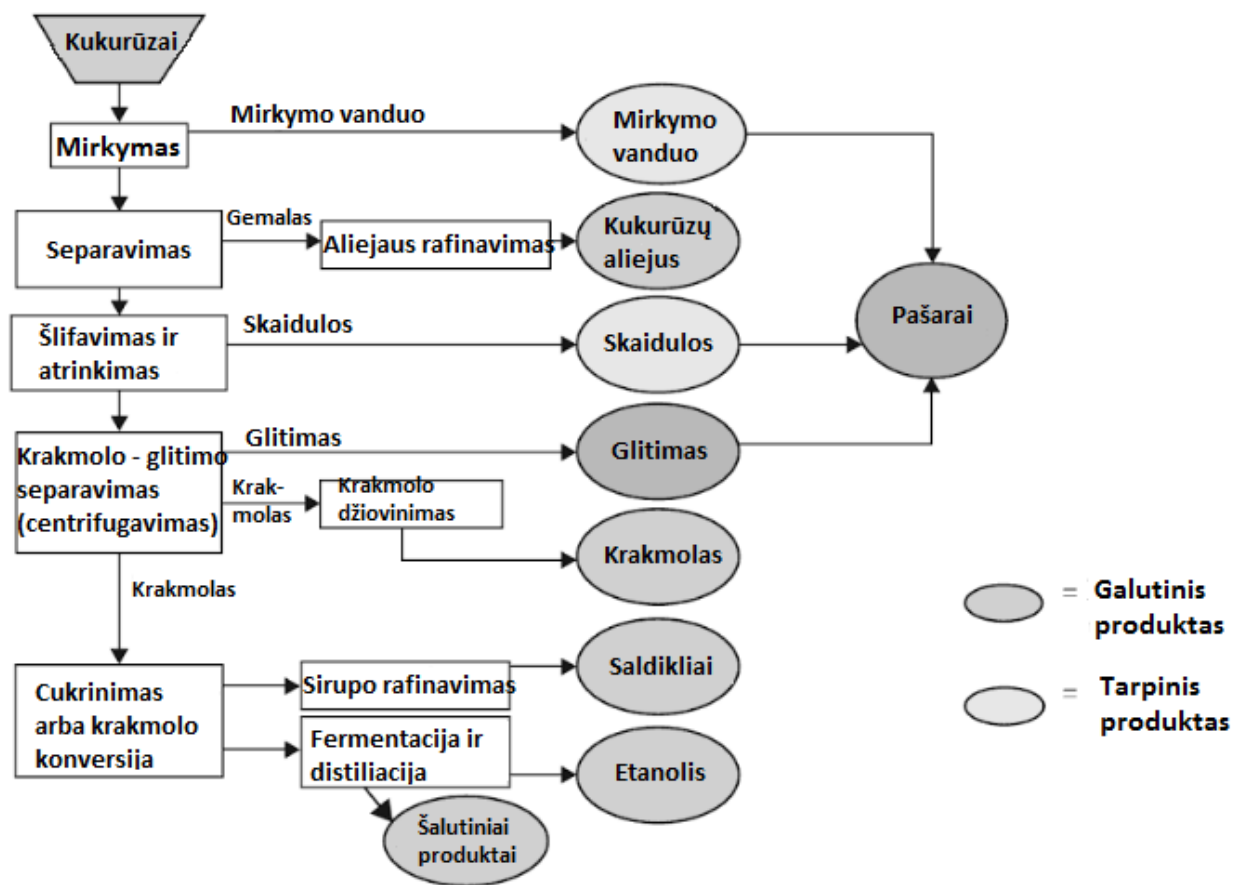 Kukurūzai
Mirkymo vanduo
Mirkymas
Mirkymo
vanduo
Gemalas
Separavimas
Aliejaus rafinavimas
Kukurūzų
aliejus
Pašarai
Skaidulos
Šlifavimas ir
atrinkimas
Skaidulos
Glitimas
Krakmolo - glitimo
separavimas
(centrifugavimas)
Glitimas
Krak-
molas
Krakmolo
džiovinimas
Krakmolas
Krakmolas
= Galutinis
produktas
= Tarpinis
produktas
Cukrinimas
arba krakmolo
konversija
Sirupo rafinavimas
Saldikliai
Fermentacija ir
distiliacija
Etanolis
Šalutiniai
produktai